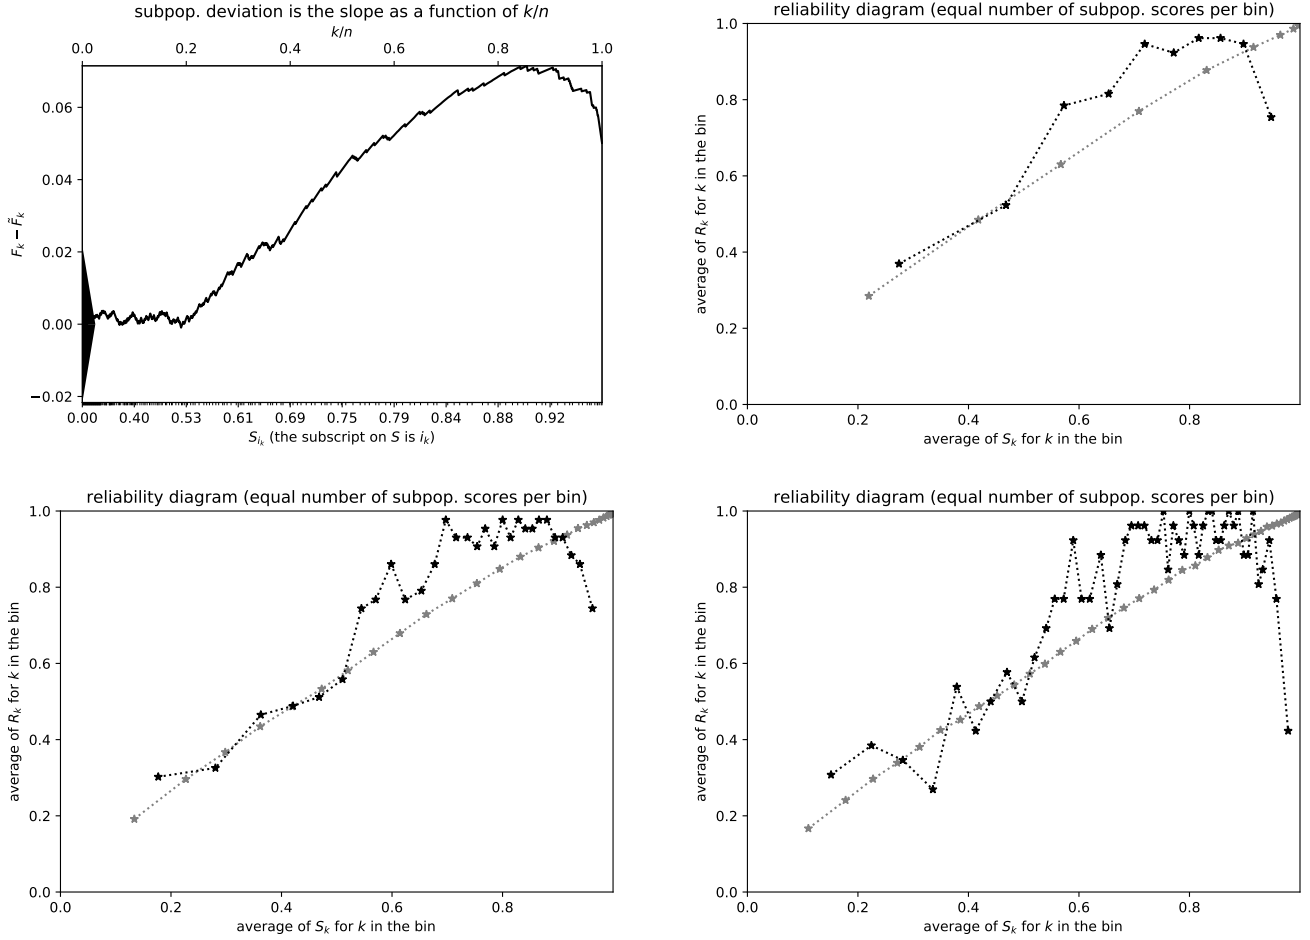 subpop. deviation is the slope as a function of k/n
k/n
0.0 0.2 0.4 0.6 0.8 1.0
0.06
0.04
0.02
0.00
−0.02
F_k − F̃_k
0.00 0.40 0.53 0.61 0.69 0.75 0.79 0.84 0.88 0.92
S_{i_k} (the subscript on S is i_k)
reliability diagram (equal number of subpop. scores per bin)
1.0
0.8
0.6
0.4
0.2
0.0
average of R_k for k in the bin
0.0 0.2 0.4 0.6 0.8
average of S_k for k in the bin
reliability diagram (equal number of subpop. scores per bin)
1.0
0.8
0.6
0.4
0.2
0.0
average of R_k for k in the bin
0.0 0.2 0.4 0.6 0.8
average of S_k for k in the bin
reliability diagram (equal number of subpop. scores per bin)
1.0
0.8
0.6
0.4
0.2
0.0
average of R_k for k in the bin
0.0 0.2 0.4 0.6 0.8
average of S_k for k in the bin